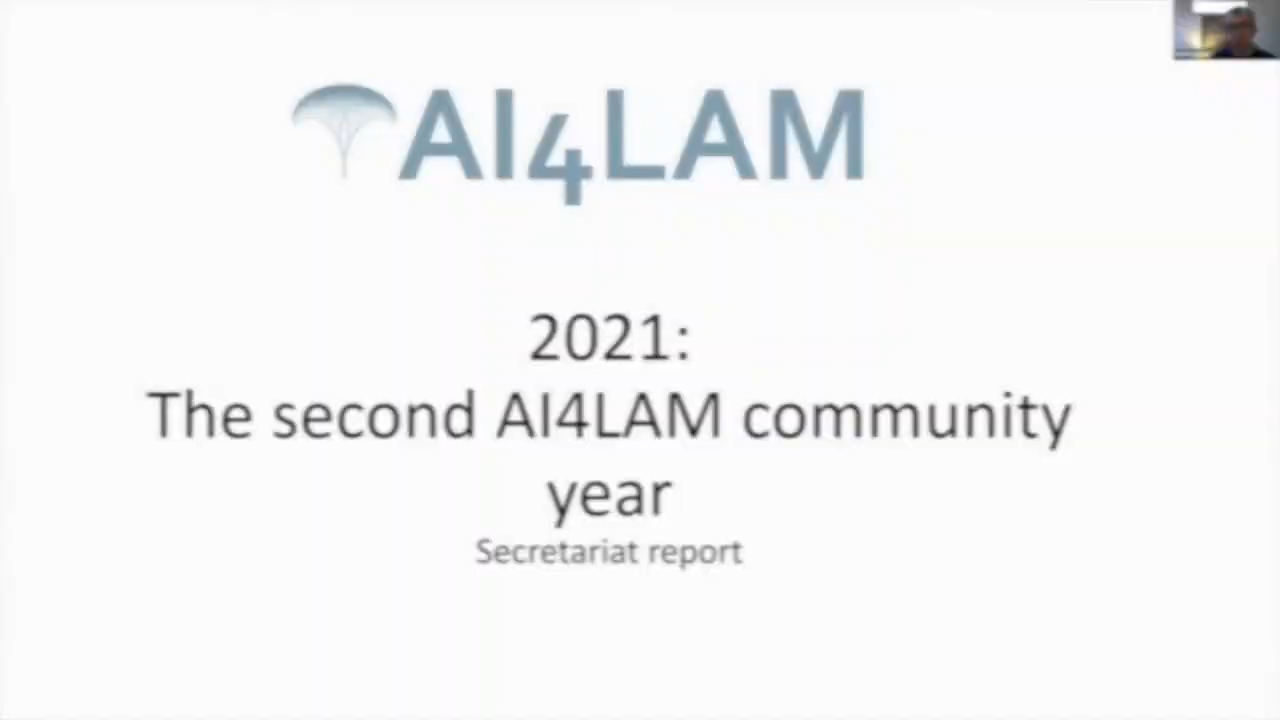 AI4LAM
2021:
The second AI4LAM community
year
Secretariat report